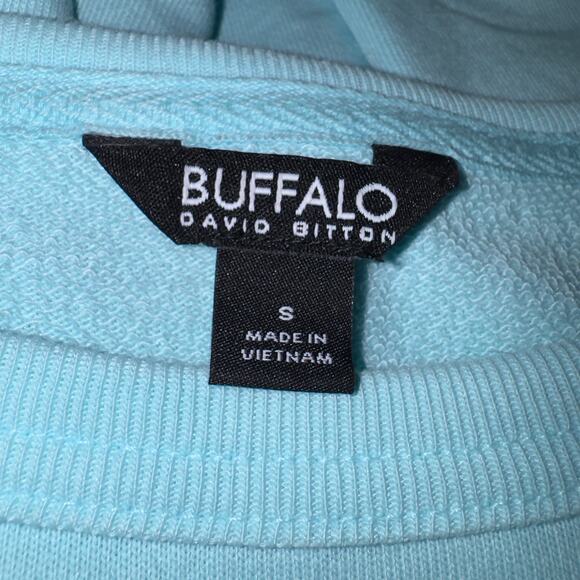 BUFFALO
DAVID BITTON
S
MADE IN
VIETNAM